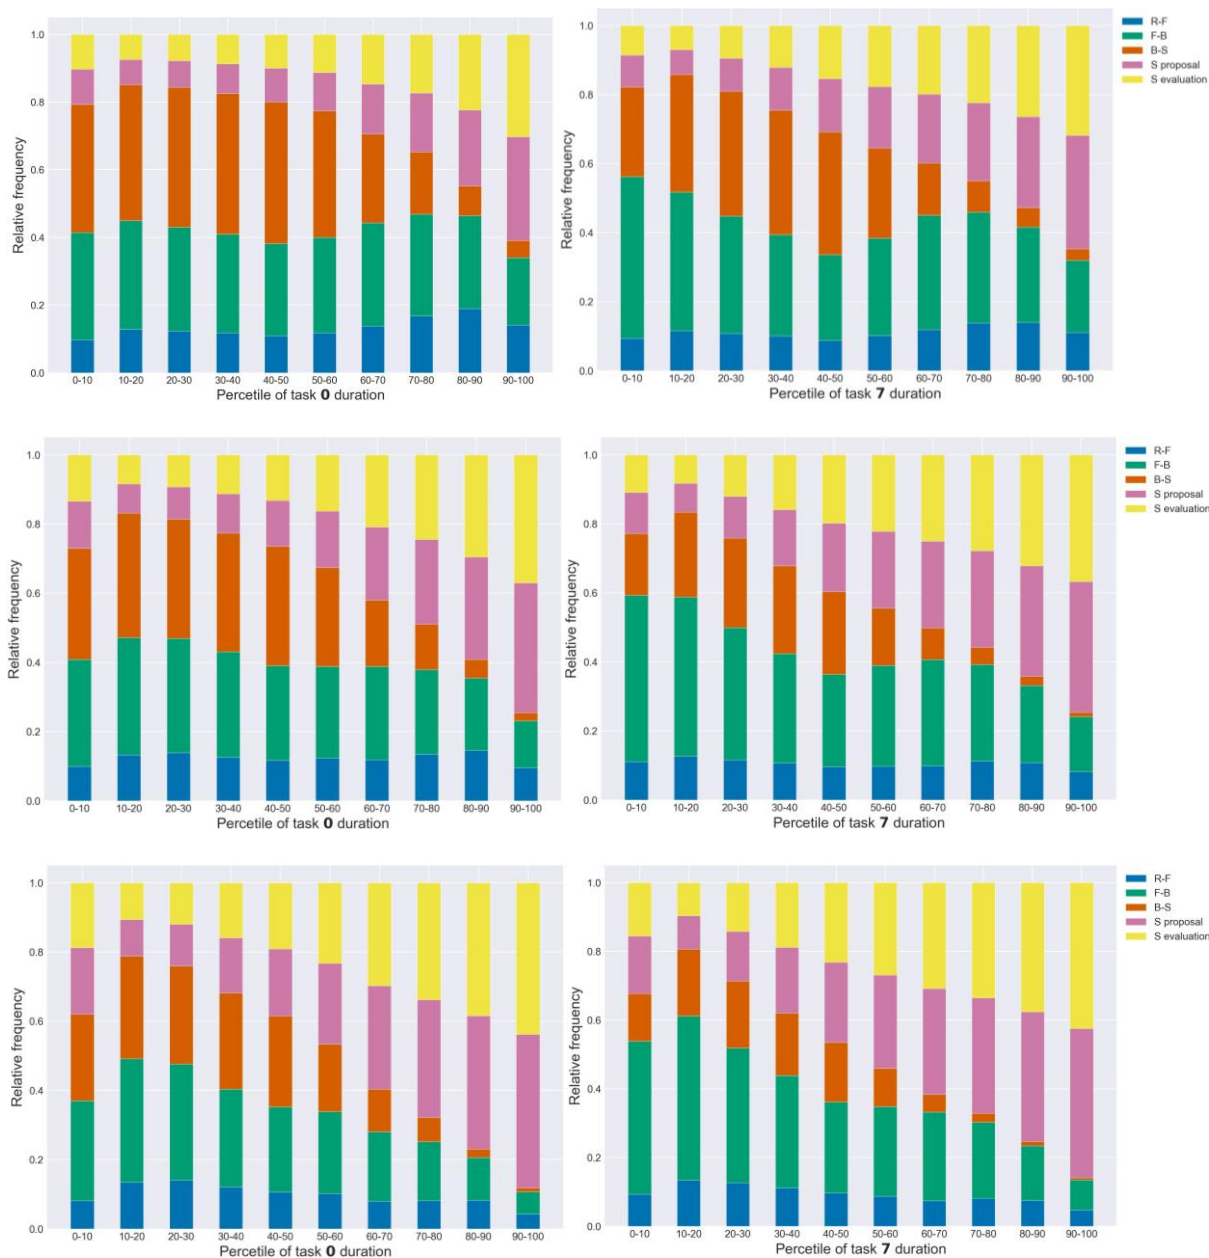 1.0
0.8
0.6
0.4
0.2
0.0
Relative frequency
0-10 10-20 20-30 30-40 40-50 50-60 60-70 70-80 80-90 90-100
Percetile of task 0 duration
1.0
0.8
0.6
0.4
0.2
0.0
Relative frequency
0-10 10-20 20-30 30-40 40-50 50-60 60-70 70-80 80-90 90-100
Percetile of task 7 duration
R-F
F-B
B-S
S proposal
S evaluation
1.0
0.8
0.6
0.4
0.2
0.0
Relative frequency
0-10 10-20 20-30 30-40 40-50 50-60 60-70 70-80 80-90 90-100
Percetile of task 0 duration
1.0
0.8
0.6
0.4
0.2
0.0
Relative frequency
0-10 10-20 20-30 30-40 40-50 50-60 60-70 70-80 80-90 90-100
Percetile of task 7 duration
R-F
F-B
B-S
S proposal
S evaluation
1.0
0.8
0.6
0.4
0.2
0.0
Relative frequency
0-10 10-20 20-30 30-40 40-50 50-60 60-70 70-80 80-90 90-100
Percetile of task 0 duration
1.0
0.8
0.6
0.4
0.2
0.0
Relative frequency
0-10 10-20 20-30 30-40 40-50 50-60 60-70 70-80 80-90 90-100
Percetile of task 7 duration
R-F
F-B
B-S
S proposal
S evaluation